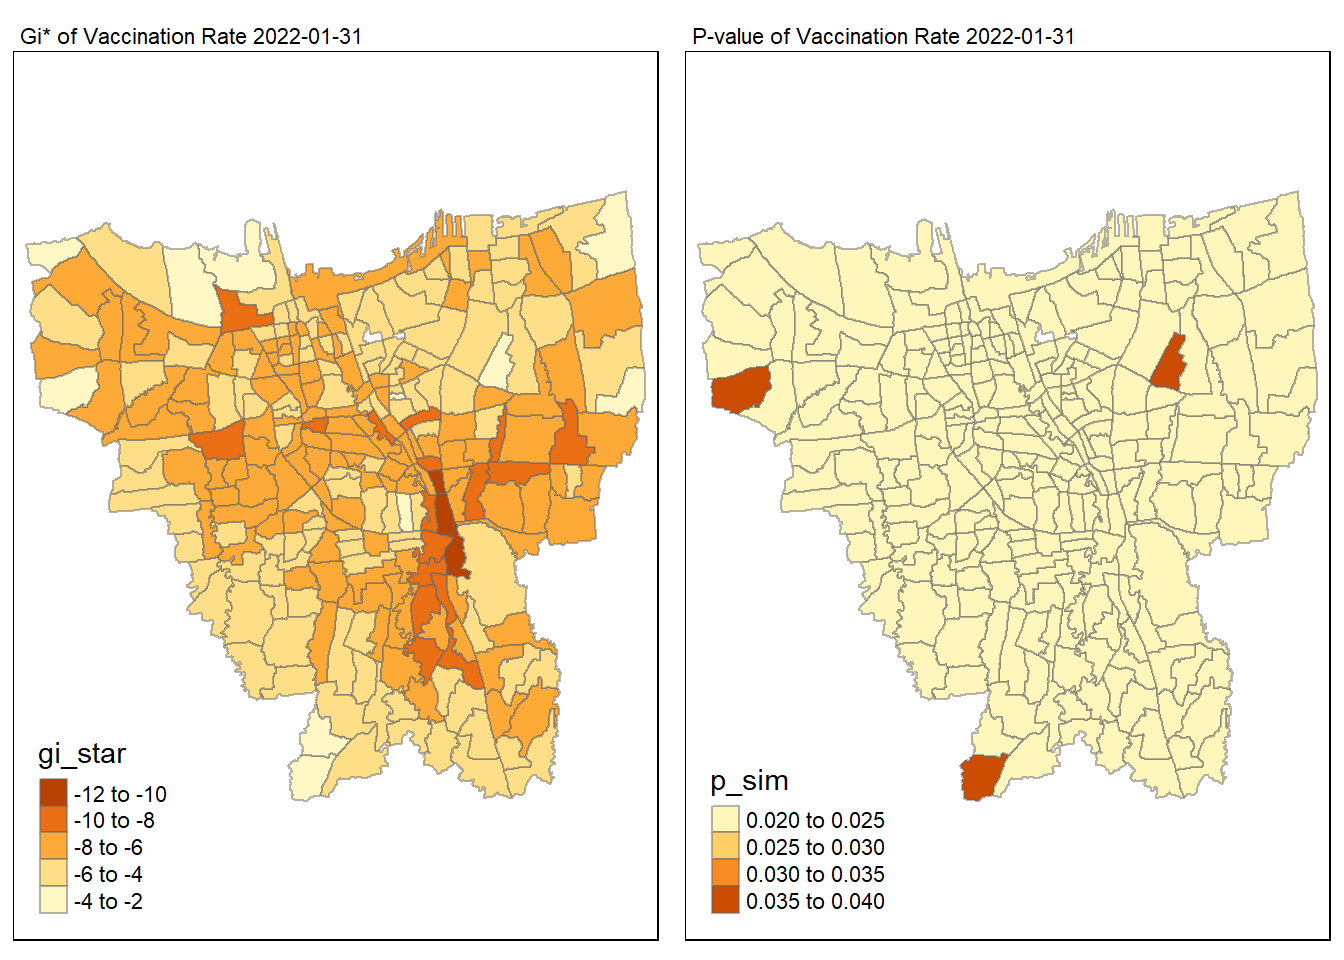 Gi* of Vaccination Rate 2022-01-31
gi_star
-12 to -10
-10 to -8
-8 to -6
-6 to -4
-4 to -2
P-value of Vaccination Rate 2022-01-31
p_sim
0.020 to 0.025
0.025 to 0.030
0.030 to 0.035
0.035 to 0.040